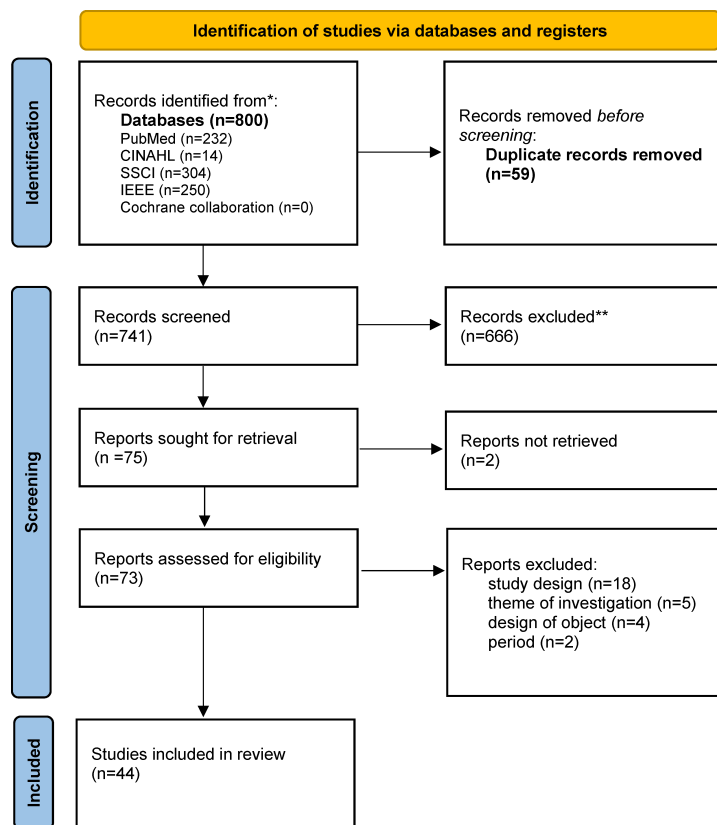 Identification of studies via databases and registers
Identification
Records identified from*:
Databases (n=800)
PubMed (n=232)
CINAHL (n=14)
SSCI (n=304)
IEEE (n=250)
Cochrane collaboration (n=0)
Records removed before
screening:
Duplicate records removed
(n=59)
Screening
Records screened
(n=741)
Records excluded**
(n=666)
Reports sought for retrieval
(n =75)
Reports not retrieved
(n=2)
Reports assessed for eligibility
(n=73)
Reports excluded:
study design (n=18)
theme of investigation (n=5)
design of object (n=4)
period (n=2)
Included
Studies included in review
(n=44)